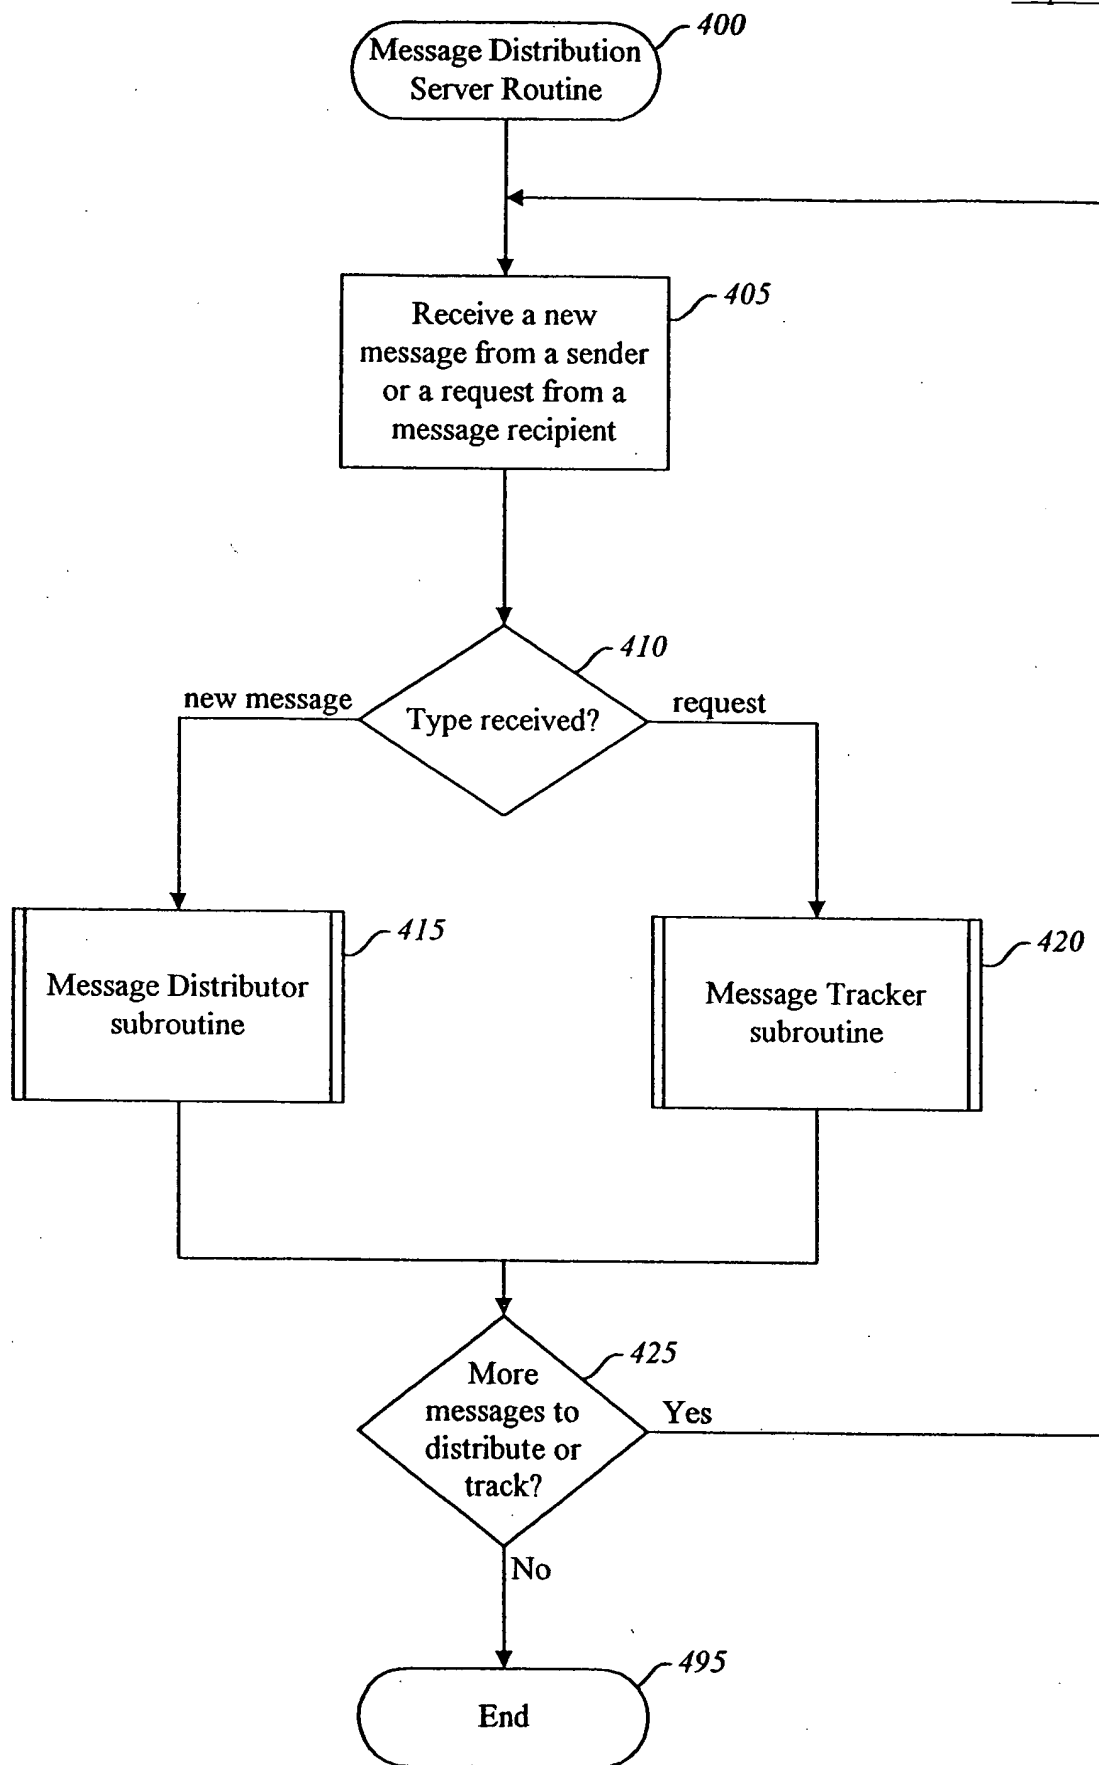 400
Message Distribution
Server Routine
405
Receive a new
message from a sender
or a request from a
message recipient
410
new message
Type received?
request
415
Message Distributor
subroutine
420
Message Tracker
subroutine
425
More
messages to
distribute or
track?
Yes
No
495
End